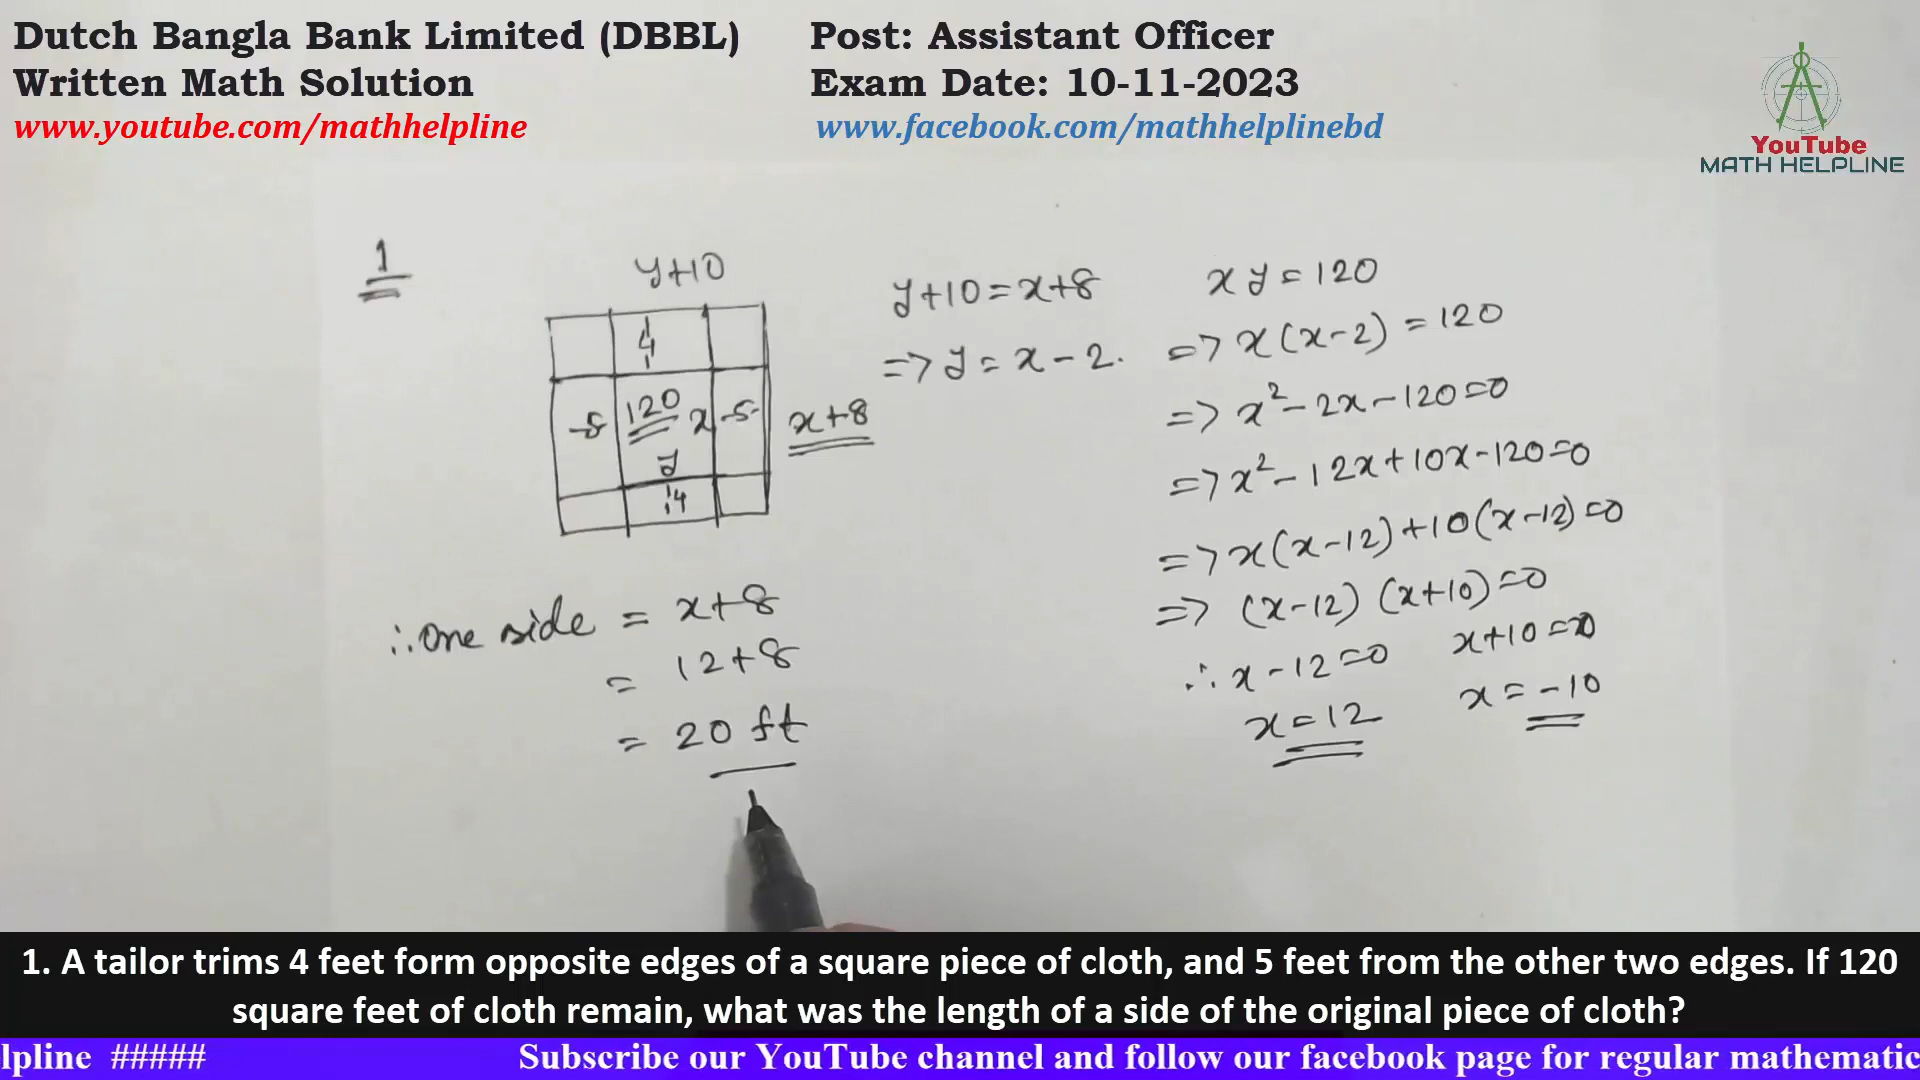 Dutch Bangla Bank Limited (DBBL)
Written Math Solution
www.youtube.com/mathhelpline
Post: Assistant Officer
Exam Date: 10-11-2023
www.facebook.com/mathhelplinebd
YouTube
MATH HELPLINE
1
y+10
4
-5 120 x -5-
y
4
x+8
y+10=x+8
=> y = x - 2.
∴ one side = x+8
= 12+8
= 20 ft
xy = 120
=> x(x-2) = 120
=> x²-2x-120=0
=> x²-12x+10x-120=0
=> x(x-12)+10(x-12)=0
=> (x-12) (x+10)=0
∴ x-12=0
x=12
x+10=0
x = -10
1. A tailor trims 4 feet form opposite edges of a square piece of cloth, and 5 feet from the other two edges. If 120
square feet of cloth remain, what was the length of a side of the original piece of cloth?
lpline ##### Subscribe our YouTube channel and follow our facebook page for regular mathematic